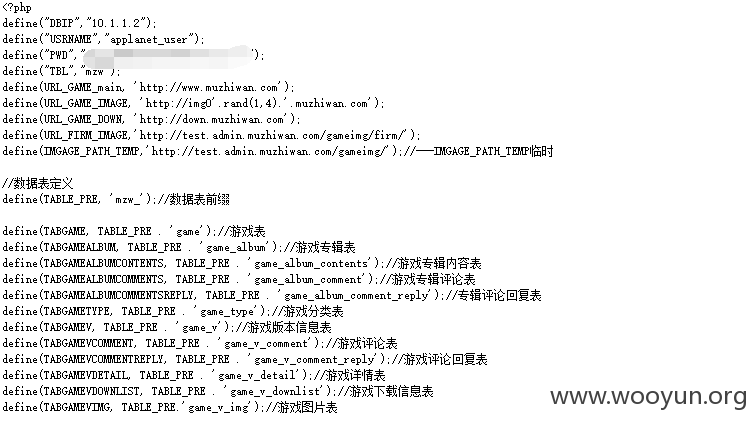 <?php
define("DBIP","10.1.1.2");
define("USRNAME","applanet_user");
define("PWD"," ");
define("TBL","mzw");
define(URL_GAME_main, 'http://www.muzhiwan.com');
define(URL_GAME_IMAGE, 'http://img0'.rand(1,4).'.muzhiwan.com');
define(URL_GAME_DOWN, 'http://down.muzhiwan.com');
define(URL_FIRM_IMAGE,'http://test.admin.muzhiwan.com/gameimg/firm/');
define(IMGAGE_PATH_TEMP,'http://test.admin.muzhiwan.com/gameimg/');//---IMGAGE_PATH_TEMP临时
//数据表定义
define(TABLE_PRE, 'mzw_');//数据表前缀
define(TABGAME, TABLE_PRE . 'game');//游戏表
define(TABGAMEALBUM, TABLE_PRE . 'game_album');//游戏专辑表
define(TABGAMEALBUMCONTENTS, TABLE_PRE . 'game_album_contents');//游戏专辑内容表
define(TABGAMEALBUMCOMMENTS, TABLE_PRE . 'game_album_comment');//游戏专辑评论表
define(TABGAMEALBUMCOMMENTSREPLY, TABLE_PRE . 'game_album_comment_reply');//专辑评论回复表
define(TABGAMETYPE, TABLE_PRE . 'game_type');//游戏分类表
define(TABGAMEV, TABLE_PRE . 'game_v');//游戏版本信息表
define(TABGAMEVCOMMENT, TABLE_PRE . 'game_v_comment');//游戏评论表
define(TABGAMEVCOMMENTREPLY, TABLE_PRE . 'game_v_comment_reply');//游戏评论回复表
define(TABGAMEVDETAIL, TABLE_PRE . 'game_v_detail');//游戏详情表
define(TABGAMEVDOWNLIST, TABLE_PRE . 'game_v_downlist');//游戏下载信息表
define(TABGAMEVIMG, TABLE_PRE.'game_v_img');//游戏图片表
www.wooyun.org